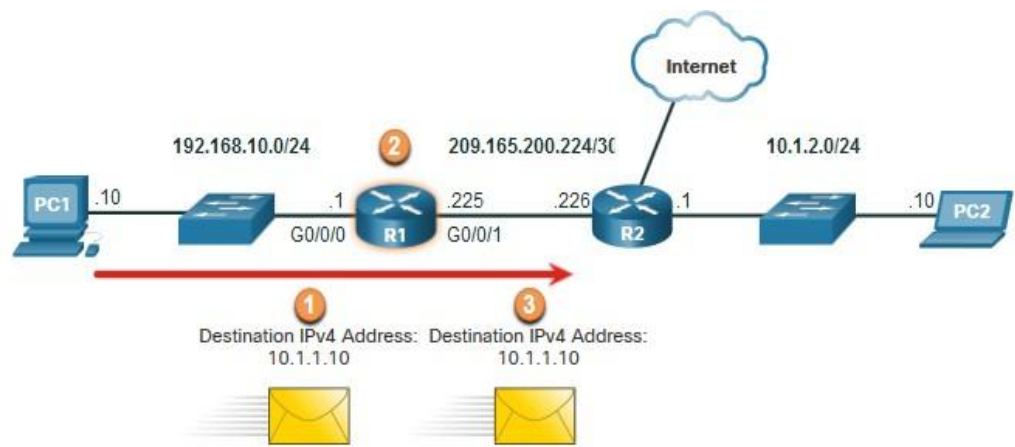 Internet
192.168.10.0/24
2
209.165.200.224/30
10.1.2.0/24
PC1
.10
.1
G0/0/0
R1
.225
G0/0/1
.226
R2
.1
.10
PC2
1
Destination IPv4 Address:
10.1.1.10
3
Destination IPv4 Address:
10.1.1.10